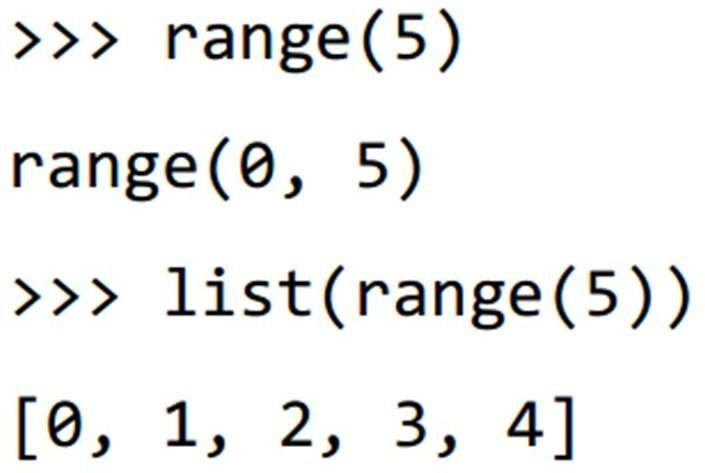 >>> range(5)
range(0, 5)
>>> list(range(5))
[0, 1, 2, 3, 4]